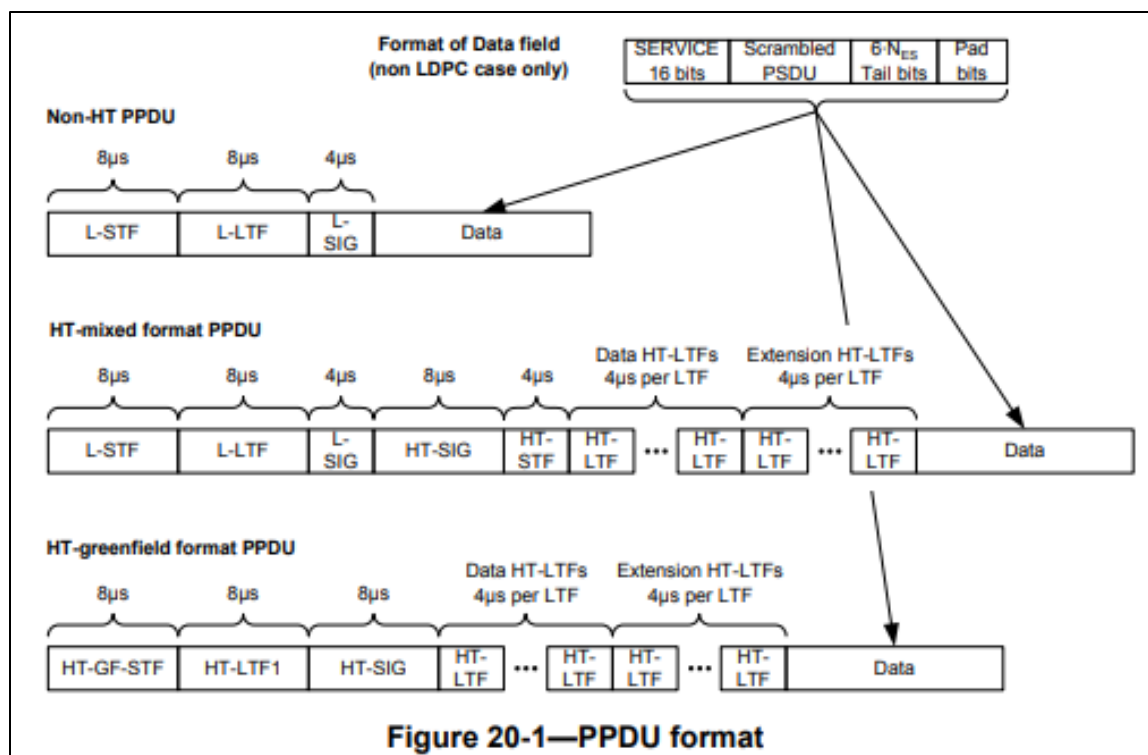 Format of Data field
(non LDPC case only)
SERVICE 16 bits
Scrambled PSDU
6·N_ES Tail bits
Pad bits
Non-HT PPDU
8µs 8µs 4µs
L-STF L-LTF L-SIG Data
HT-mixed format PPDU
Data HT-LTFs Extension HT-LTFs
8µs 8µs 4µs 8µs 4µs 4µs per LTF 4µs per LTF
L-STF L-LTF L-SIG HT-SIG HT-STF HT-LTF ••• HT-LTF HT-LTF ••• HT-LTF Data
HT-greenfield format PPDU
Data HT-LTFs Extension HT-LTFs
8µs 8µs 8µs 4µs per LTF 4µs per LTF
HT-GF-STF HT-LTF1 HT-SIG HT-LTF ••• HT-LTF HT-LTF ••• HT-LTF Data
Figure 20-1—PPDU format